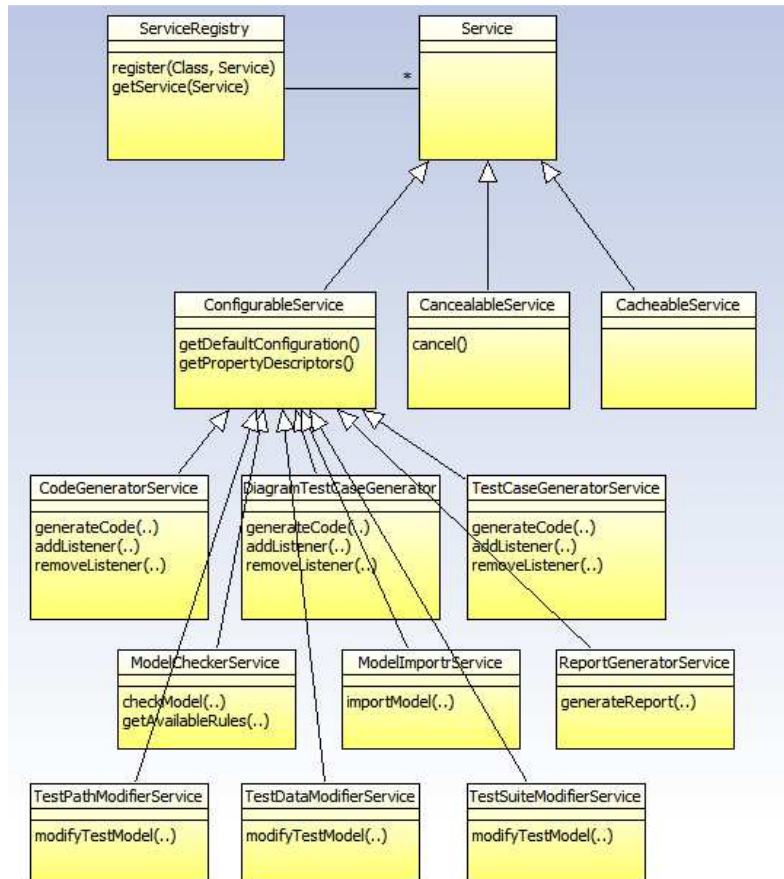 ServiceRegistry
register(Class, Service)
getService(Service)
*
Service
ConfigurableService
getDefaultConfiguration()
getPropertyDescriptors()
CancealableService
cancel()
CacheableService
CodeGeneratorService
generateCode(..)
addListener(..)
removeListener(..)
DiagramTestCaseGenerator
generateCode(..)
addListener(..)
removeListener(..)
TestCaseGeneratorService
generateCode(..)
addListener(..)
removeListener(..)
ModelCheckerService
checkModel(..)
getAvailableRules(..)
ModelImportrService
importModel(..)
ReportGeneratorService
generateReport(..)
TestPathModifierService
modifyTestModel(..)
TestDataModifierService
modifyTestModel(..)
TestSuiteModifierService
modifyTestModel(..)